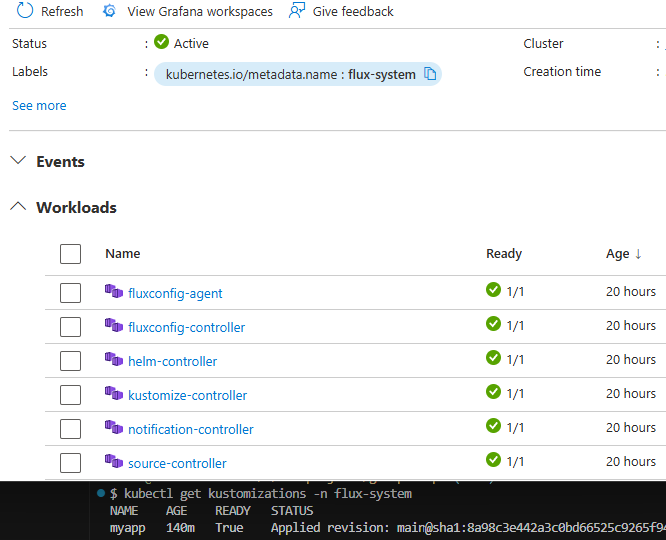 Refresh View Grafana workspaces Give feedback
Status : Active Cluster :
Labels : kubernetes.io/metadata.name : flux-system Creation time :
See more
Events
Workloads
Name Ready Age ↓
fluxconfig-agent 1/1 20 hours
fluxconfig-controller 1/1 20 hours
helm-controller 1/1 20 hours
kustomize-controller 1/1 20 hours
notification-controller 1/1 20 hours
source-controller 1/1 20 hours
$ kubectl get kustomizations -n flux-system
NAME AGE READY STATUS
myapp 140m True Applied revision: main@sha1:8a98c3e442a3c0bd66525c9265f94